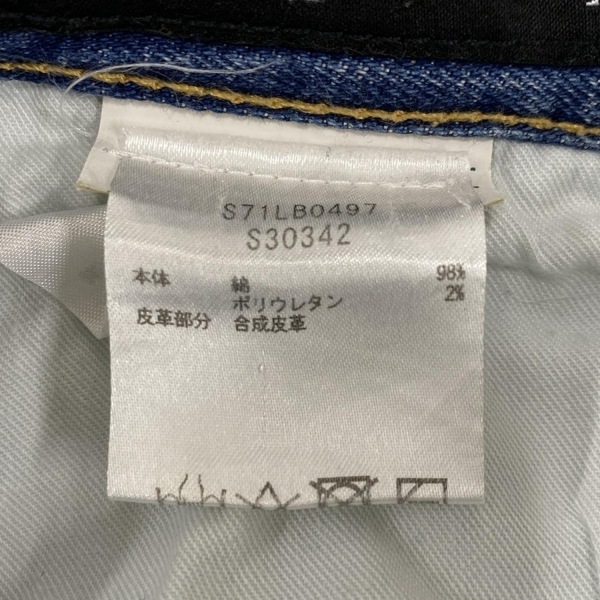 S71LB0497
S30342
本体 綿 98%
ポリウレタン 2%
皮革部分 合成皮革